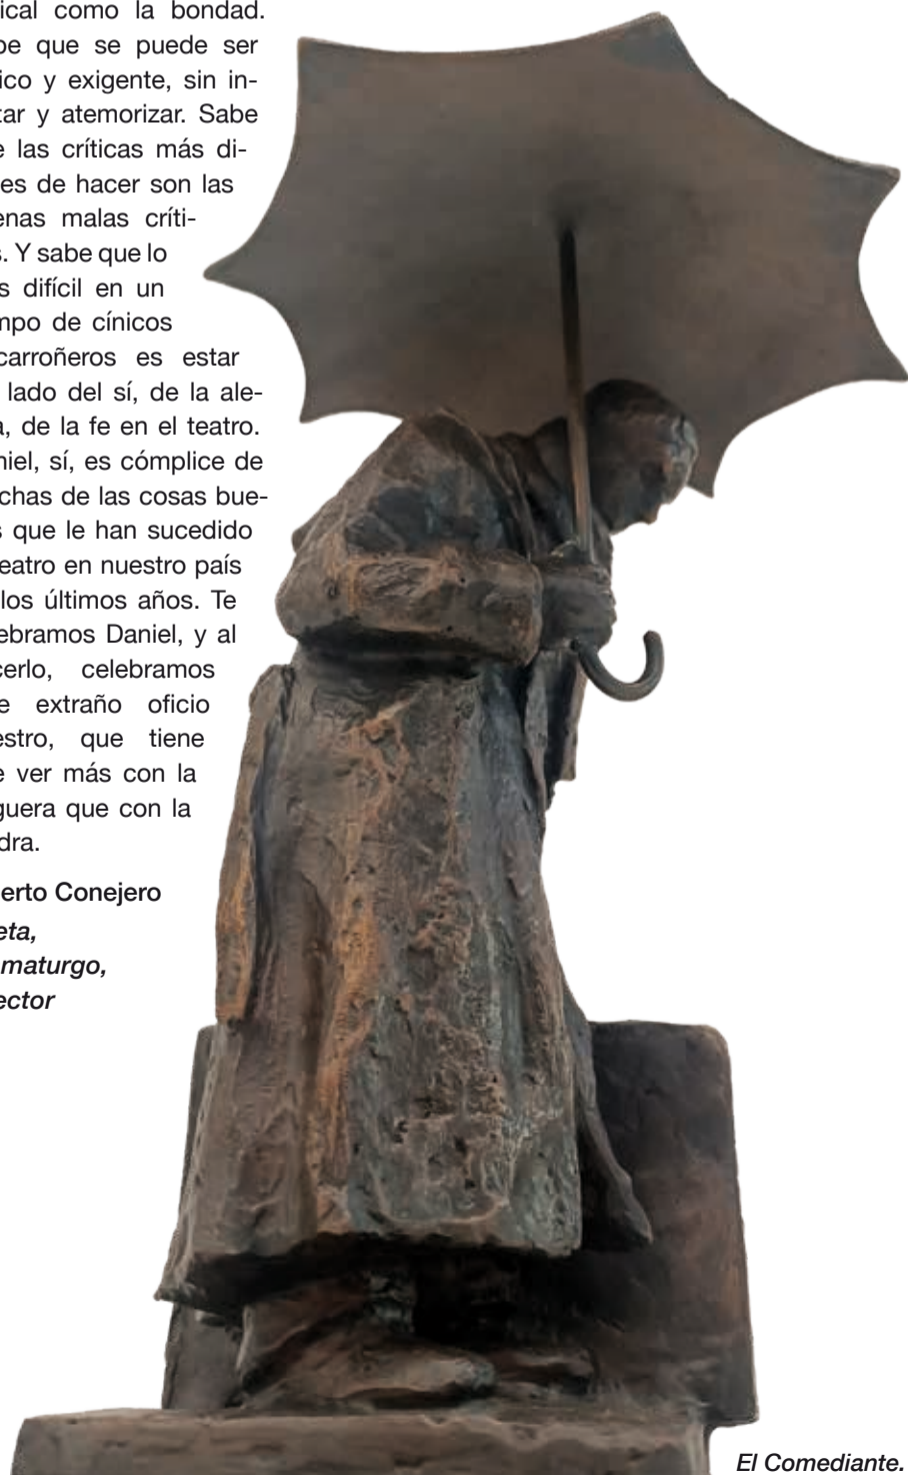 ical como la bondad.
que se puede ser
ico y exigente, sin in-
tar y atemorizar. Sabe
las críticas más di-
es de hacer son las
enas malas críti-
s. Y sabe que lo
s difícil en un
mpo de cínicos
carroñeros es estar
lado del sí, de la ale-
a, de la fe en el teatro.
niel, sí, es cómplice de
chas de las cosas bue-
s que le han sucedido
eatro en nuestro país
los últimos años. Te
ebramos Daniel, y al
cerlo, celebramos
e extraño oficio
estro, que tiene
e ver más con la
guera que con la
dra.
erto Conejero
eta,
maturgo,
ector
El Comediante.